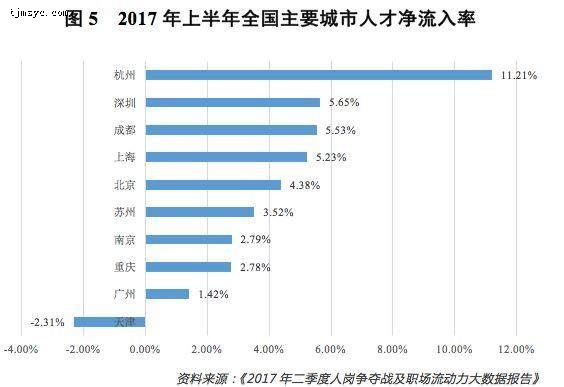 tjmsyc.com
图 5 2017 年上半年全国主要城市人才净流入率
杭州 11.21%
深圳 5.65%
成都 5.53%
上海 5.23%
北京 4.38%
苏州 3.52%
南京 2.79%
重庆 2.78%
广州 1.42%
-2.31% 天津
-4.00% -2.00% 0.00% 2.00% 4.00% 6.00% 8.00% 10.00% 12.00%
资料来源：《2017 年二季度人岗争夺战及职场流动力大数据报告》